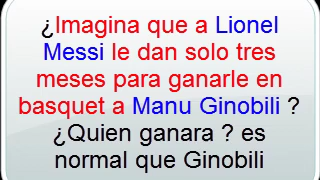 ¿Imagina que a Lionel
Messi le dan solo tres
meses para ganarle en
basquet a Manu Ginobili ?
¿Quien ganara ? es
normal que Ginobili